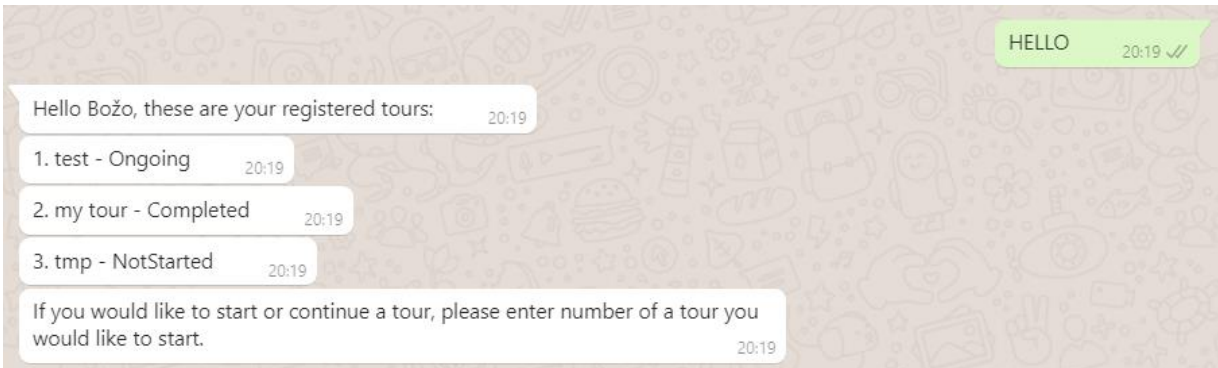 HELLO 20:19
Hello Božo, these are your registered tours: 20:19
1. test - Ongoing 20:19
2. my tour - Completed 20:19
3. tmp - NotStarted 20:19
If you would like to start or continue a tour, please enter number of a tour you
would like to start. 20:19